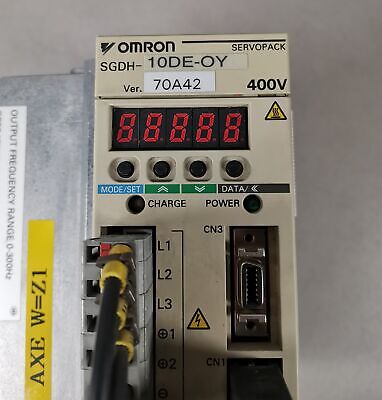 OMRON
SERVOPACK
SGDH-
10DE-OY
Ver.
70A42
400V
MODE/SET
DATA/
CHARGE
POWER
CN3
L1
L2
L3
1
2
CN1
OUTPUT FREQUENCY RANGE 0-300Hz
AXE W=Z1